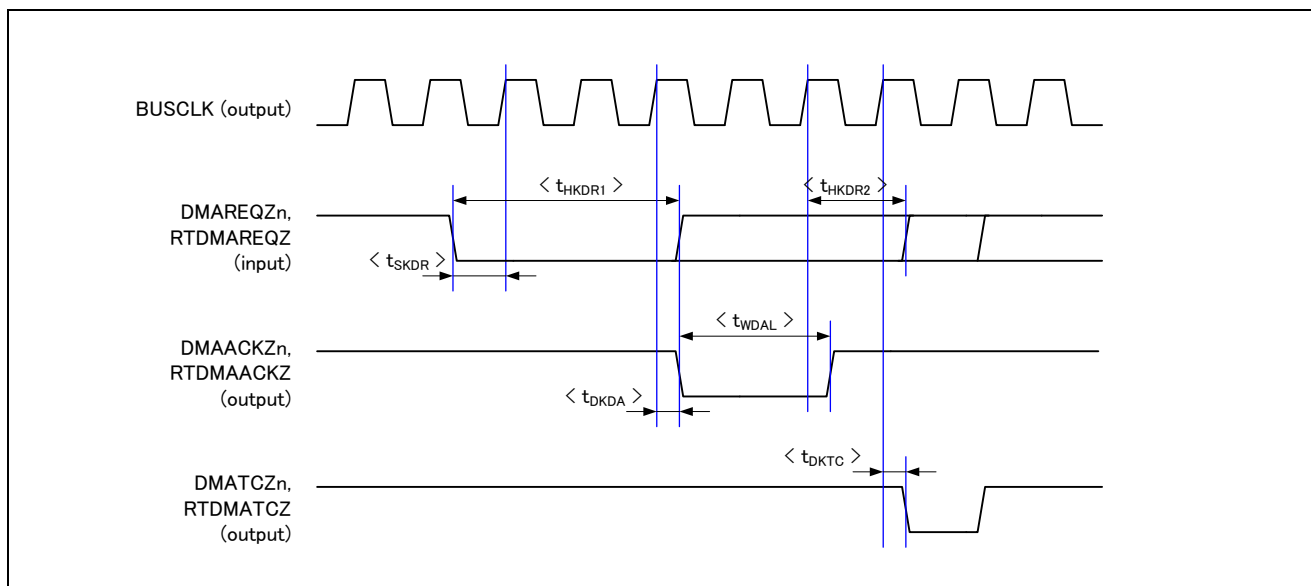 BUSCLK (output)
< tHKDR1 >
< tHKDR2 >
DMAREQZn,
RTDMAREQZ
(input)
< tSKDR >
< tWDAL >
DMAACKZn,
RTDMAACKZ
(output)
< tDKDA >
< tDKTC >
DMATCZn,
RTDMATCZ
(output)